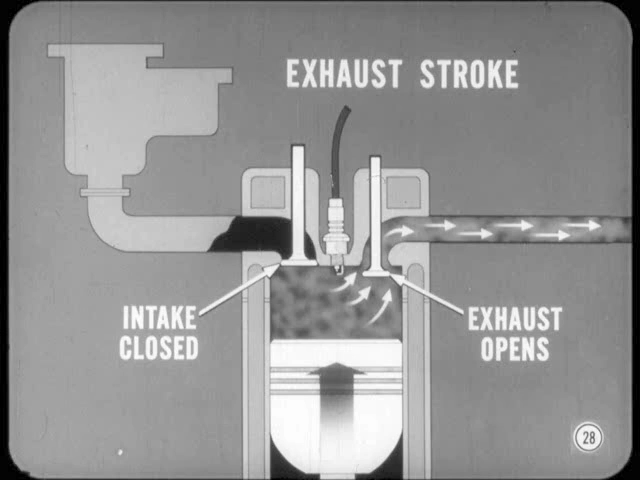 EXHAUST STROKE
INTAKE
CLOSED
EXHAUST
OPENS
28